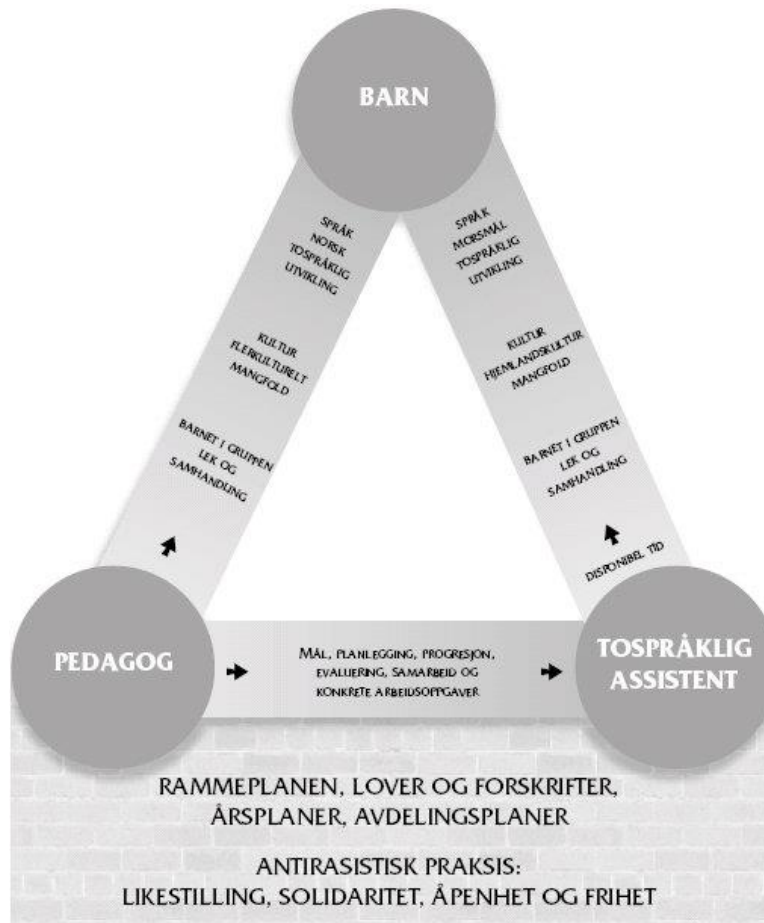 BARN
SPRÅK
NORSK
TOSPRÅKLIG
UTVIKLING
KULTUR
FLERKULTURELT
MANGFOLD
BARNET I GRUPPEN
LEK OG
SAMHANDLING
SPRÅK
MORSMÅL
TOSPRÅKLIG
UTVIKLING
KULTUR
HJEMLANDSKULTUR
MANGFOLD
BARNET I GRUPPEN
LEK OG
SAMHANDLING
DISPONIBEL TID
PEDAGOG
MÅL, PLANLEGGING, PROGRESJON,
EVALUERING, SAMARBEID OG
KONKRETE ARBEIDSOPPGAVER
TOSPRÅKLIG
ASSISTENT
RAMMEPLANEN, LOVER OG FORSKRIFTER,
ÅRSPLANER, AVDELINGSPLANER
ANTIRASISTISK PRAKSIS:
LIKESTILLING, SOLIDARITET, ÅPENHET OG FRIHET